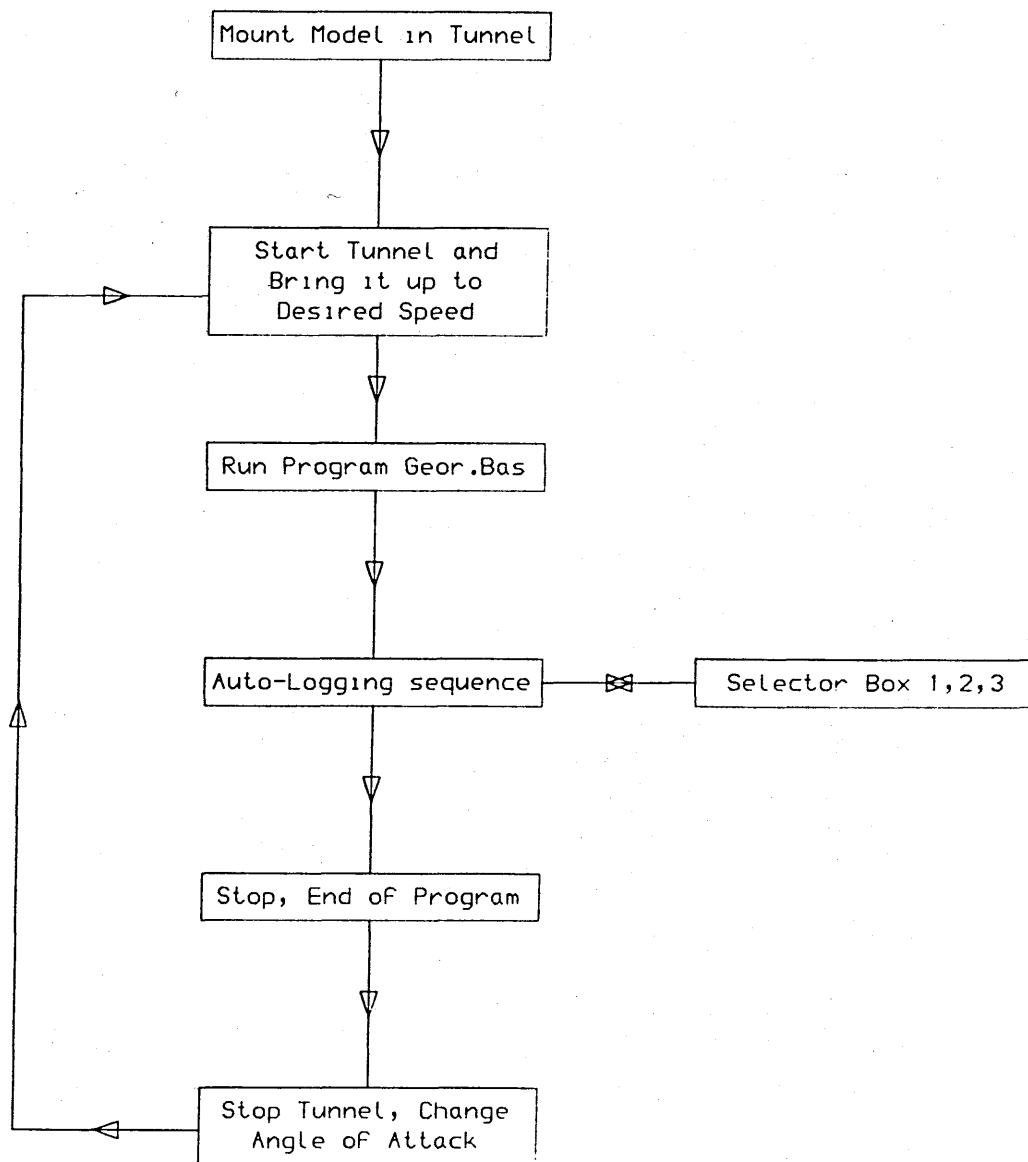 Mount Model in Tunnel
Start Tunnel and
Bring it up to
Desired Speed
Run Program Geor.Bas
Auto-Logging sequence
Selector Box 1,2,3
Stop, End of Program
Stop Tunnel, Change
Angle of Attack